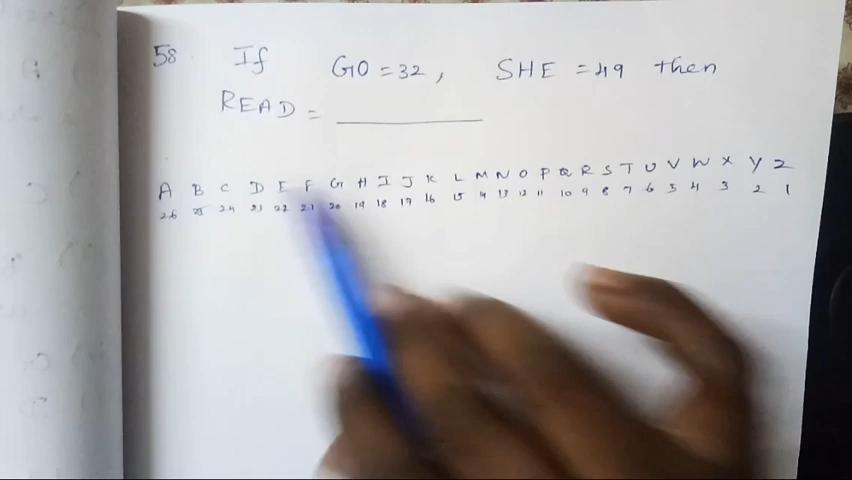 58. If GO = 32, SHE = 49 then
READ = ________
A B C D E F G H I J K L M N O P Q R S T U V W X Y Z
26 25 24 23 22 21 20 19 18 17 16 15 14 13 12 11 10 9 8 7 6 5 4 3 2 1